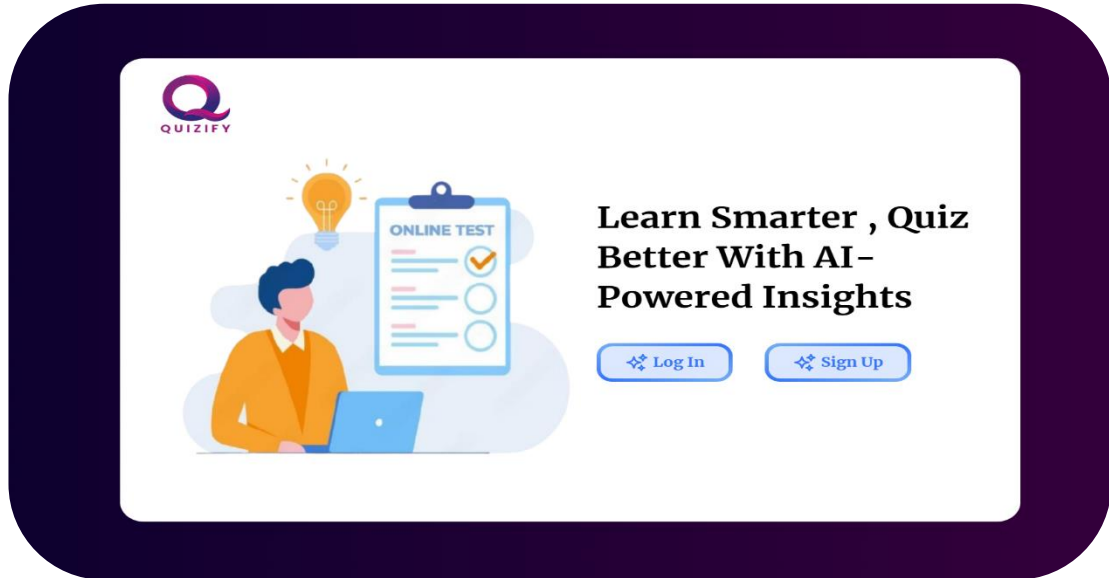 QUIZIFY
ONLINE TEST
Learn Smarter , Quiz
Better With AI-
Powered Insights
Log In
Sign Up